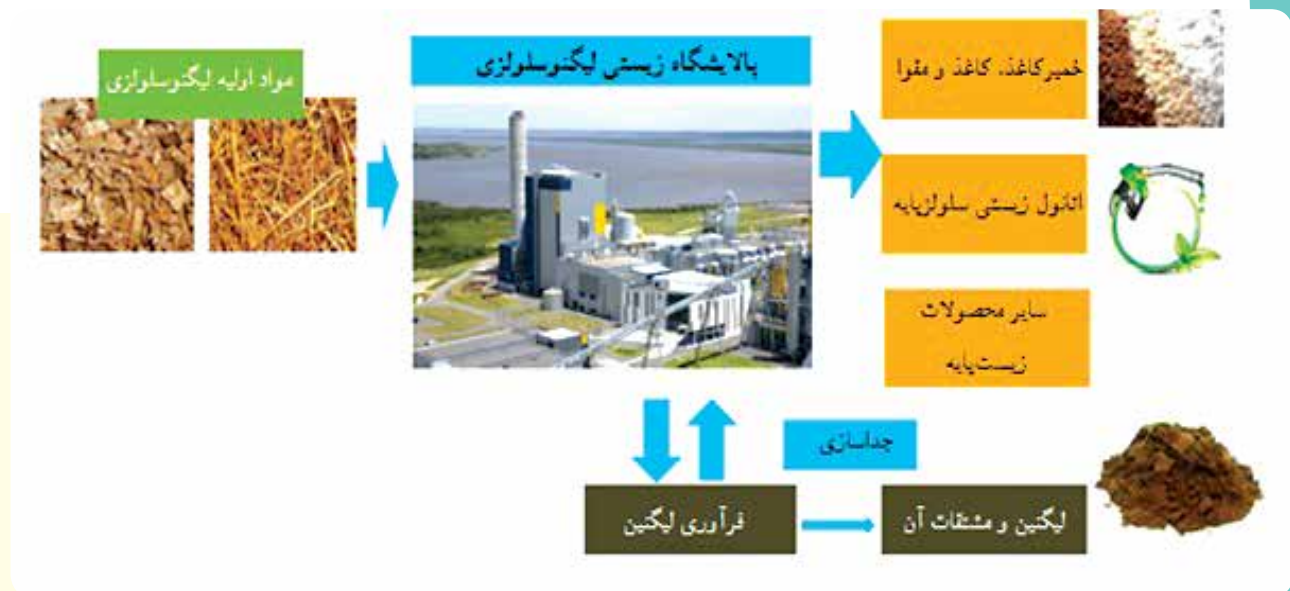 مواد اولیه لیگنوسلولزی
پالایشگاه زیستی لیگنوسلولزی
خمیرکاغذ، کاغذ و مقوا
اتانول زیستی سلولزپایه
سایر محصولات
زیست‌پایه
جداسازی
فرآوری لیگنین
لیگنین و مشتقات آن